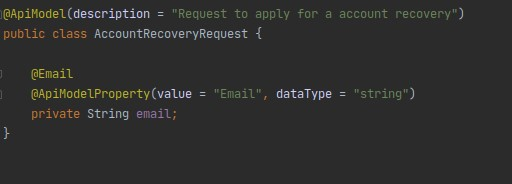 @ApiModel(description = "Request to apply for a account recovery")
public class AccountRecoveryRequest {
@Email
@ApiModelProperty(value = "Email", dataType = "string")
private String email;
}